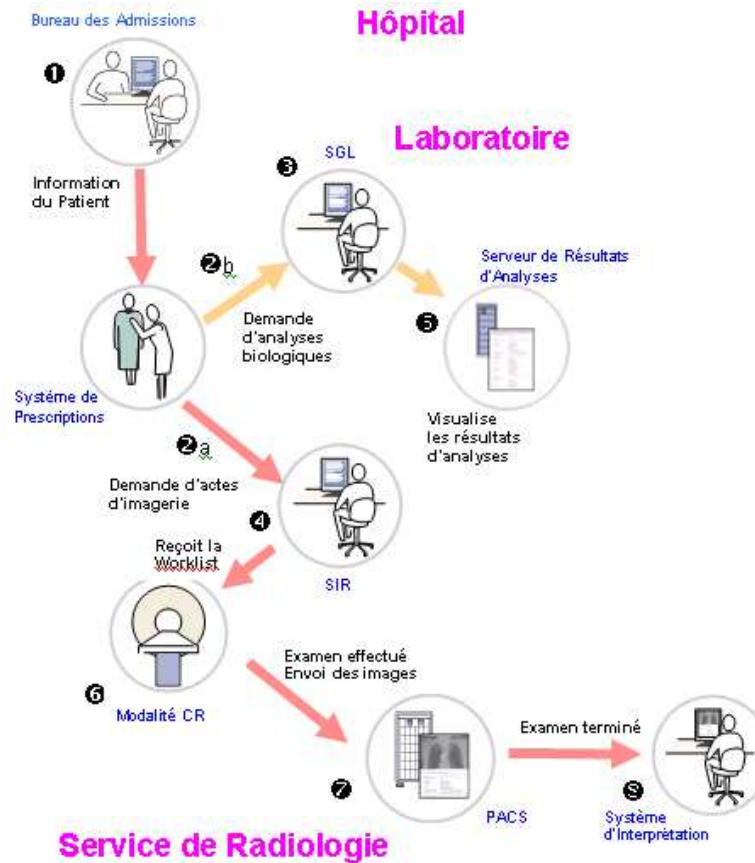 Bureau des Admissions
Hôpital
❶
Laboratoire
SGL
❸
Information
du Patient
❷b
Serveur de Résultats
d'Analyses
Demande
d'analyses
biologiques
❺
Système de
Prescriptions
Visualise
les résultats
d'analyses
❷a
Demande d'actes
d'imagerie
❹
Reçoit la
Worklist
SIR
Examen effectué
Envoi des images
❻
Modalité CR
Examen terminé
❼
❽
PACS
Système
d'Interprétation
Service de Radiologie